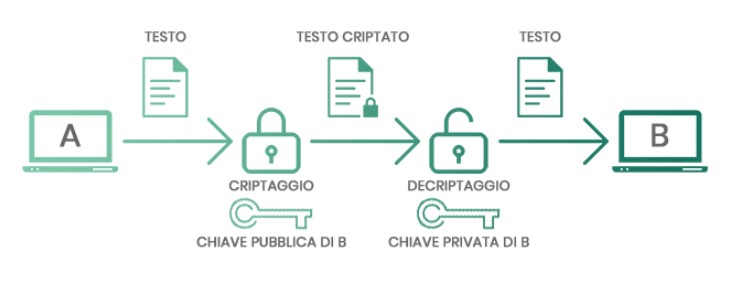 TESTO
TESTO CRIPTATO
TESTO
A
B
CRIPTAGGIO
DECRIPTAGGIO
CHIAVE PUBBLICA DI B
CHIAVE PRIVATA DI B